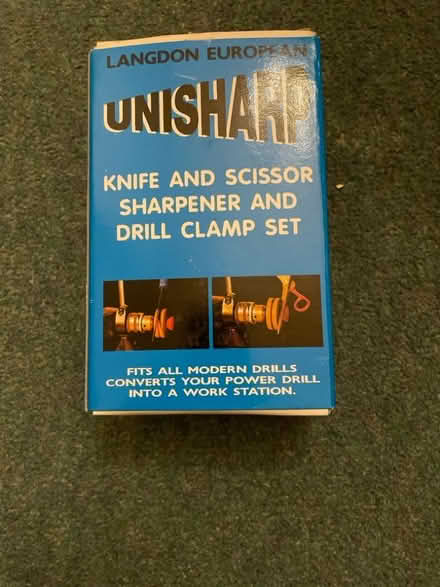 LANGDON EUROPEAN
UNISHARP
KNIFE AND SCISSOR
SHARPENER AND
DRILL CLAMP SET
FITS ALL MODERN DRILLS
CONVERTS YOUR POWER DRILL
INTO A WORK STATION.